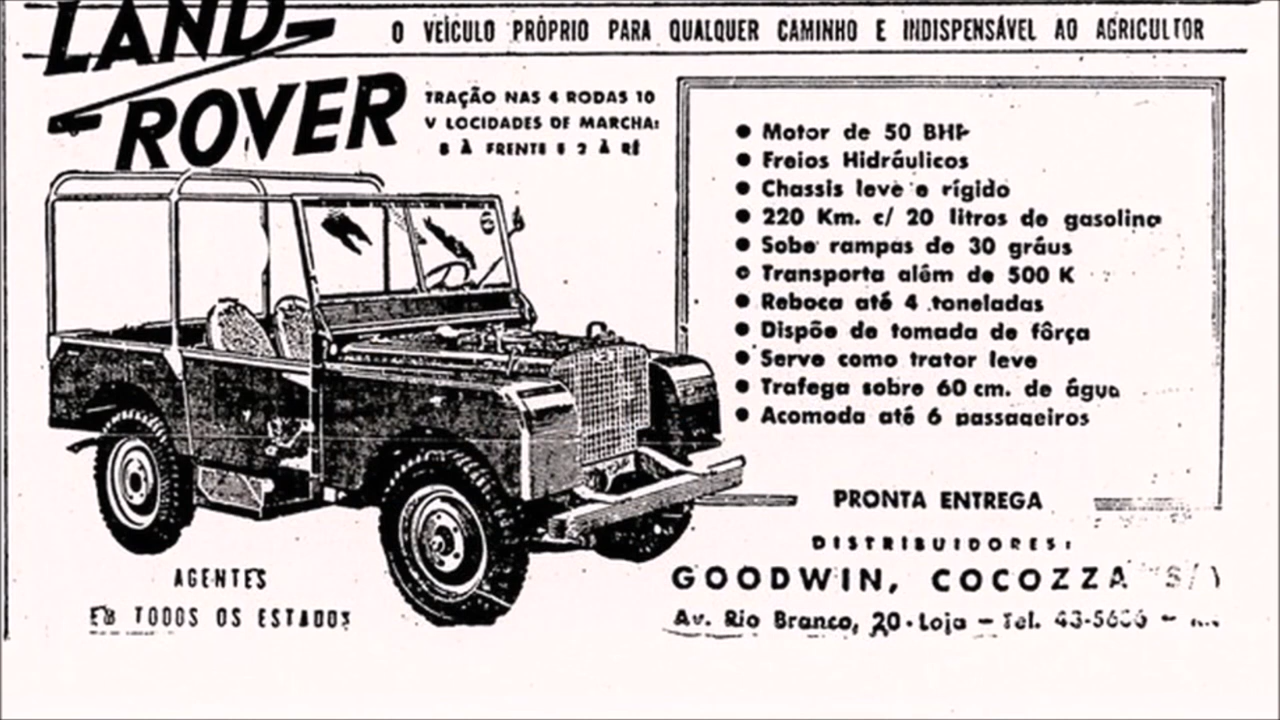 LAND-
-ROVER
O VEÍCULO PRÓPRIO PARA QUALQUER CAMINHO E INDISPENSÁVEL AO AGRICULTOR
TRAÇÃO NAS 4 RODAS 10
V LOCIDADES DE MARCHA:
8 À FRENTE E 2 À RÉ
● Motor de 50 BHP
● Freios Hidráulicos
● Chassis leve e rígido
● 220 Km. c/ 20 litros de gasolina
● Sobe rampas de 30 gráus
● Transporta alêm de 500 K
● Reboca até 4 toneladas
● Dispõe de tomada de fôrça
● Serve como trator leve
● Trafega sobre 60 cm. de água
● Acomoda até 6 passageiros
PRONTA ENTREGA
DISTRIBUIDORES:
GOODWIN, COCOZZA
Av. Rio Branco, 20 - Loja - Tel.
AGENTES
EM TODOS OS ESTADOS